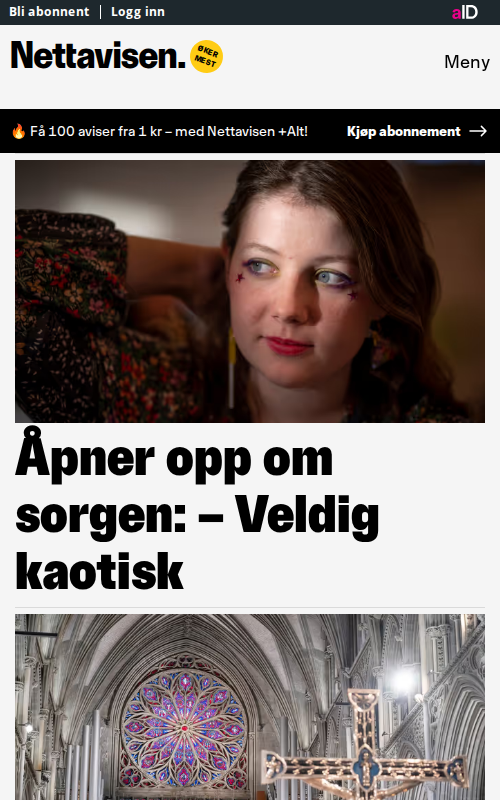 Bli abonnent | Logg inn
aID
Nettavisen.
ØKER
MEST
Meny
🔥 Få 100 aviser fra 1 kr – med Nettavisen +Alt!
Kjøp abonnement →
Åpner opp om
sorgen: – Veldig
kaotisk